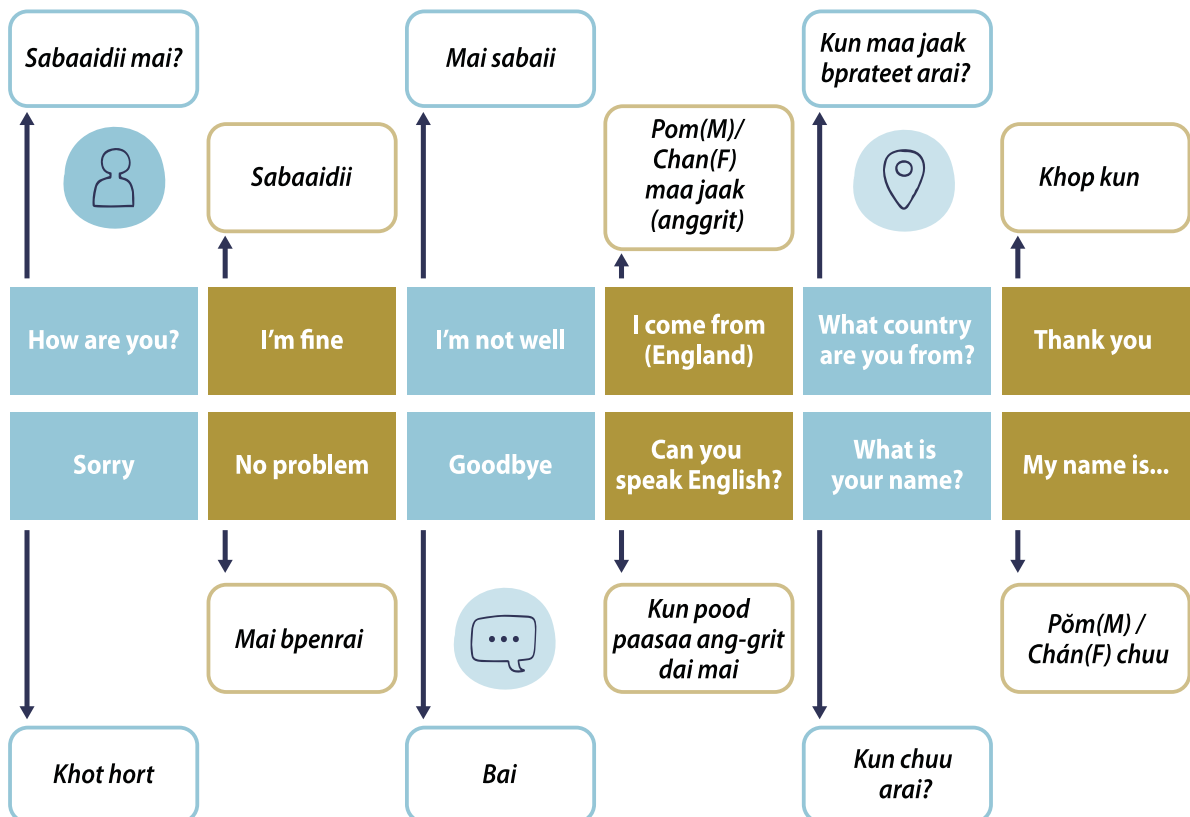 Sabaaidii mai?
Mai sabaii
Kun maa jaak
bprateet arai?
Sabaaidii
Pom(M)/
Chan(F)
maa jaak
(anggrit)
Khop kun
How are you?
I'm fine
I'm not well
I come from
(England)
What country
are you from?
Thank you
Sorry
No problem
Goodbye
Can you
speak English?
What is
your name?
My name is...
Mai bpenrai
Kun pood
paasaa ang-grit
dai mai
Pŏm(M) /
Chán(F) chuu
Khot hort
Bai
Kun chuu
arai?